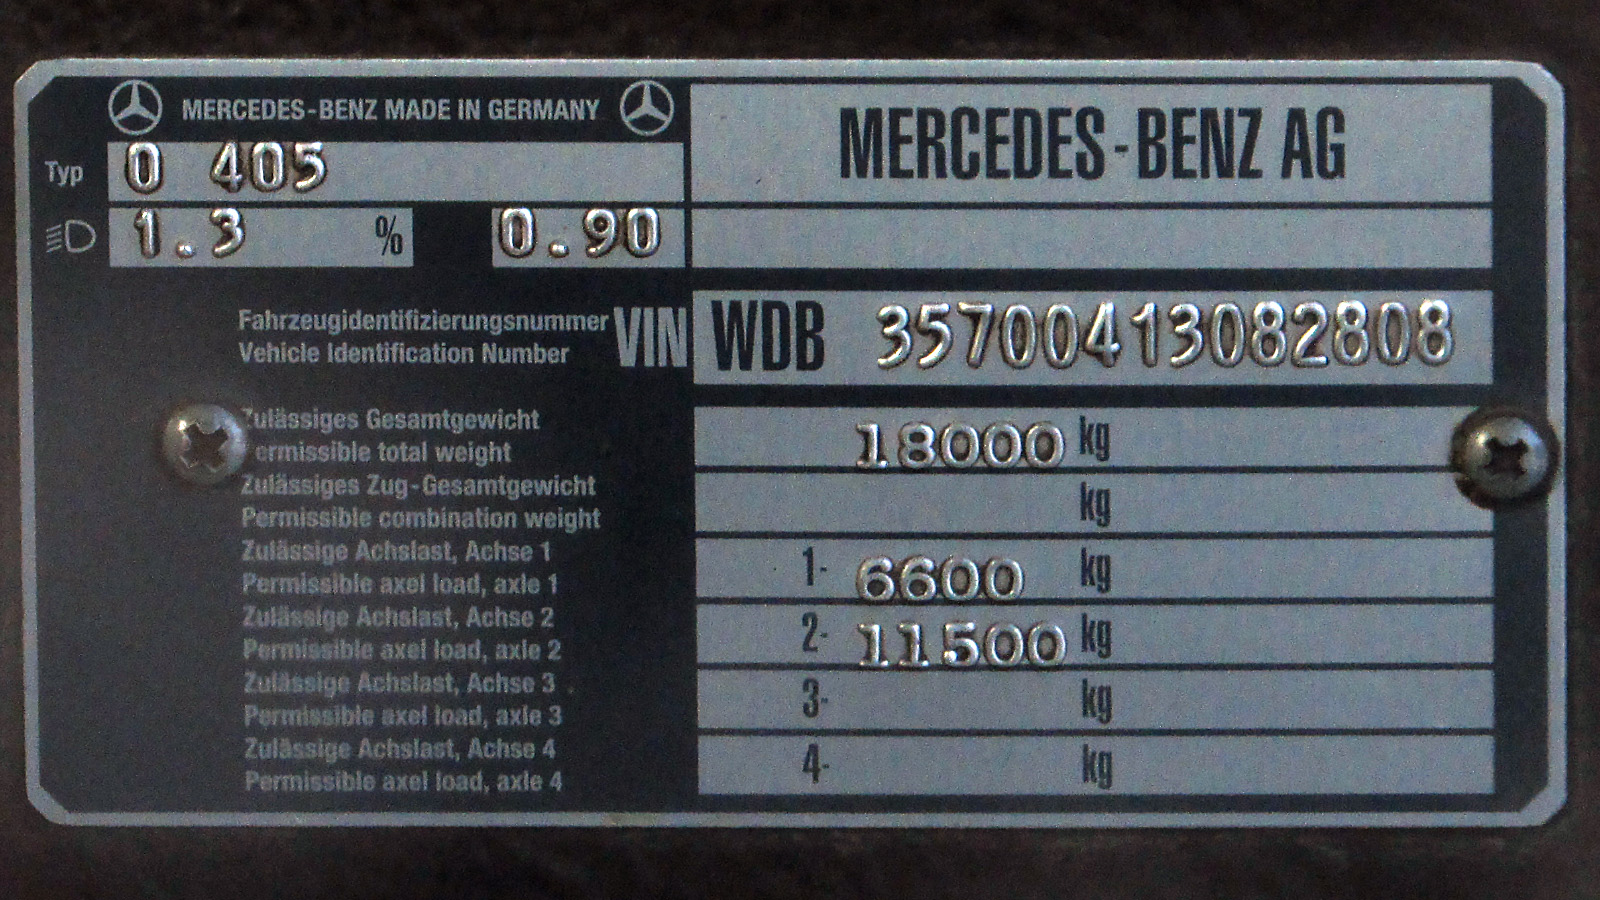 MERCEDES-BENZ MADE IN GERMANY
MERCEDES-BENZ AG
Typ 0 405
1.3 % 0.90
Fahrzeugidentifizierungsnummer
Vehicle Identification Number
VIN WDB 35700413082808
Zulässiges Gesamtgewicht
ermissible total weight
18000 kg
Zulässiges Zug-Gesamtgewicht
Permissible combination weight
kg
Zulässige Achslast, Achse 1
Permissible axel load, axle 1
1- 6600 kg
Zulässige Achslast, Achse 2
Permissible axel load, axle 2
2- 11500 kg
Zulässige Achslast, Achse 3
Permissible axel load, axle 3
3- kg
Zulässige Achslast, Achse 4
Permissible axel load, axle 4
4- kg